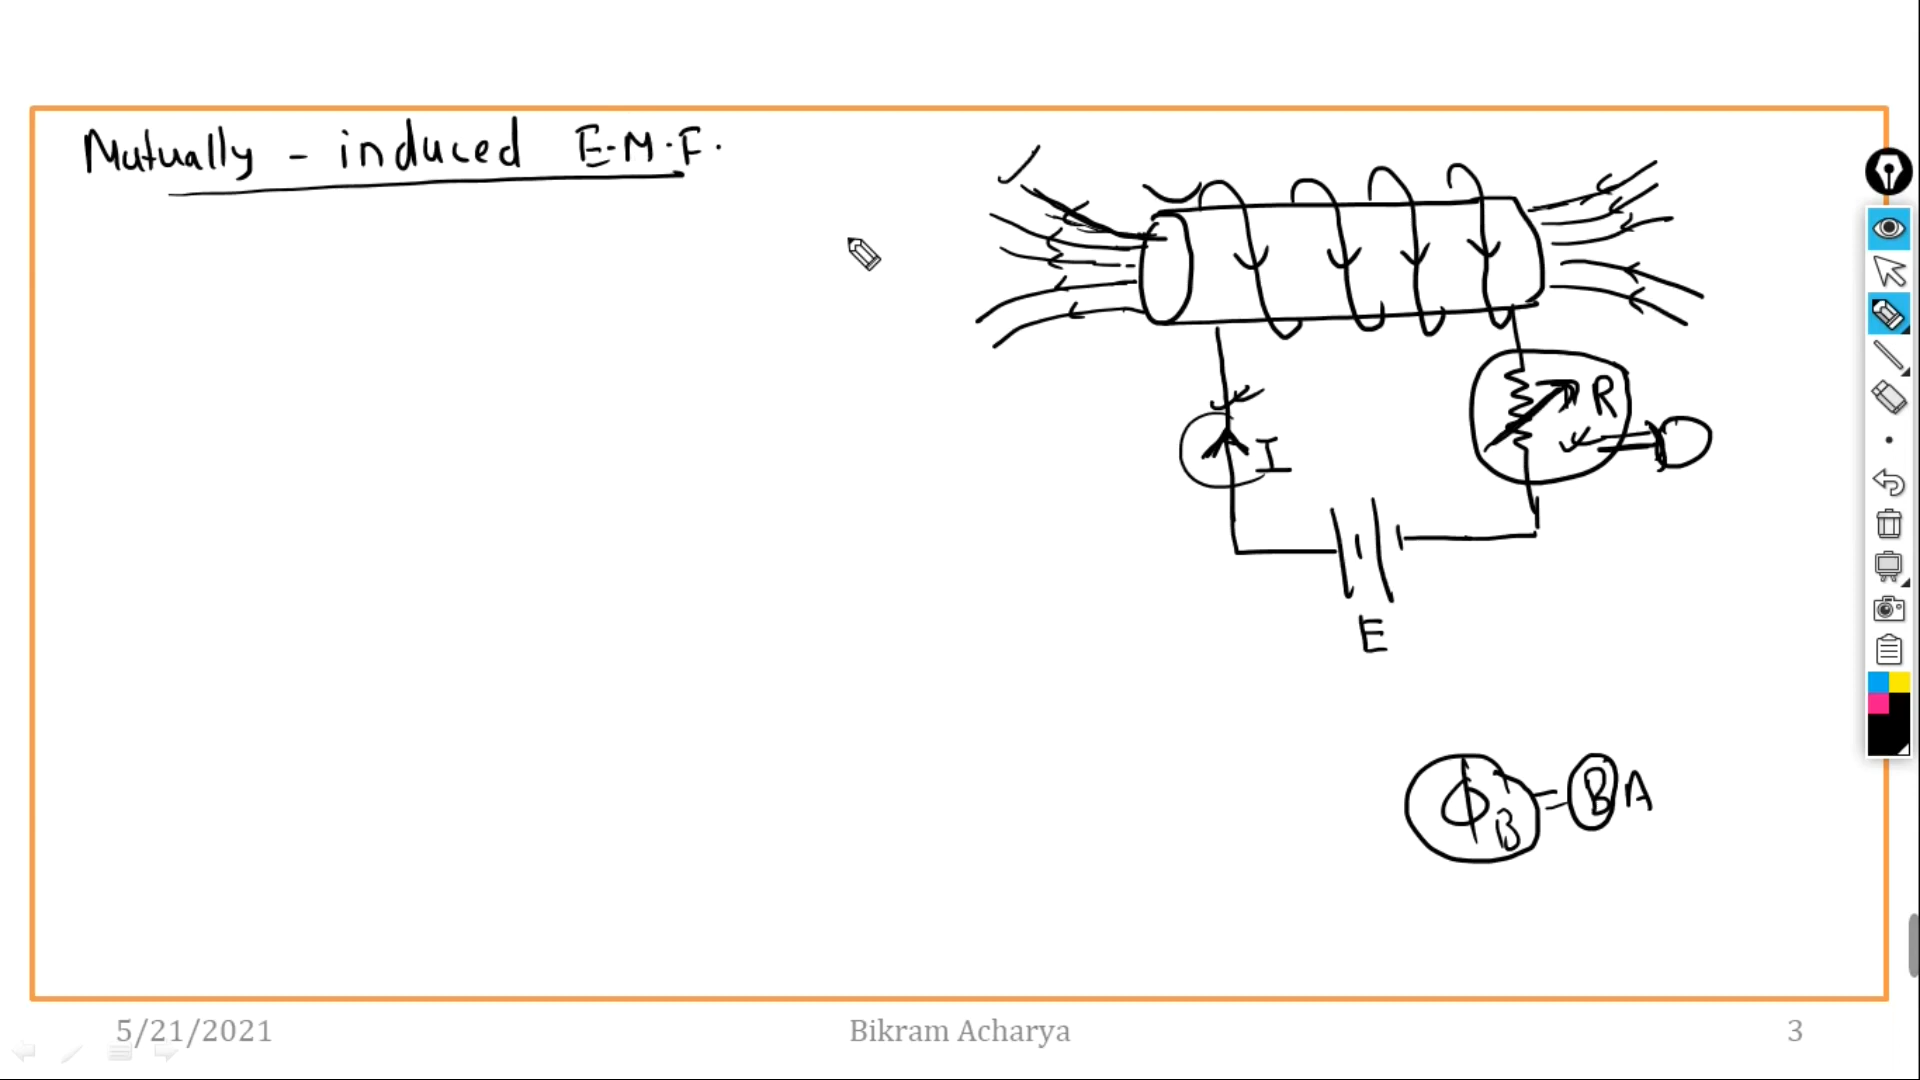 Mutually - induced E.M.F.
R
I
E
ΦB = BA
5/21/2021 Bikram Acharya 3